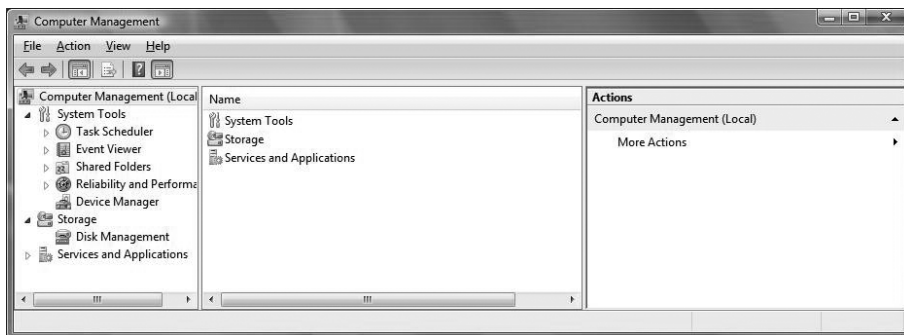 Computer Management
File Action View Help
Computer Management (Local
System Tools
Task Scheduler
Event Viewer
Shared Folders
Reliability and Performa
Device Manager
Storage
Disk Management
Services and Applications
Name
System Tools
Storage
Services and Applications
Actions
Computer Management (Local)
More Actions